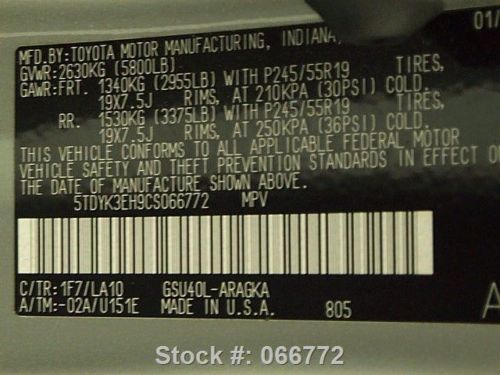 MFD.BY:TOYOTA MOTOR MANUFACTURING, INDIANA, 01/
GVWR:2630KG (5800LB)
GAWR:FRT. 1340KG (2955LB) WITH P245/55R19 TIRES,
19X7.5J RIMS, AT 210KPA (30PSI) COLD.
RR. 1530KG (3375LB) WITH P245/55R19 TIRES,
19X7.5J RIMS, AT 250KPA (36PSI) COLD.
THIS VEHICLE CONFORMS TO ALL APPLICABLE FEDERAL MOTOR
VEHICLE SAFETY AND THEFT PREVENTION STANDARDS IN
EFFECT ON THE DATE OF MANUFACTURE SHOWN ABOVE.
5TDYK3EH9CS066772 MPV
C/TR:1F7/LA10 GSU40L-ARAGKA
A/TM:-02A/U151E MADE IN U.S.A. 805 A
Stock #: 066772